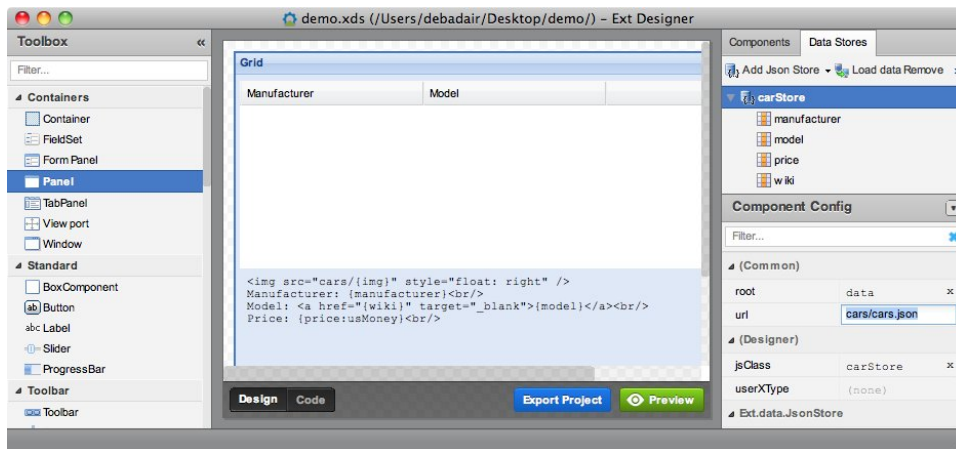 demo.xds (/Users/debadair/Desktop/demo/) – Ext Designer
Toolbox «
Filter...
Containers
Container
FieldSet
Form Panel
Panel
TabPanel
View port
Window
Standard
BoxComponent
ab Button
abc Label
Slider
ProgressBar
Toolbar
Toolbar
Grid
Manufacturer Model
<img src="cars/{img}" style="float: right" />
Manufacturer: {manufacturer}<br/>
Model: <a href="{wiki}" target="_blank">{model}</a><br/>
Price: {price:usMoney}<br/>
Design Code Export Project Preview
Components Data Stores
Add Json Store Load data Remove
carStore
manufacturer
model
price
wiki
Component Config
Filter...
(Common)
root data x
url cars/cars.json
(Designer)
jsClass carStore x
userXType (none)
Ext.data.JsonStore